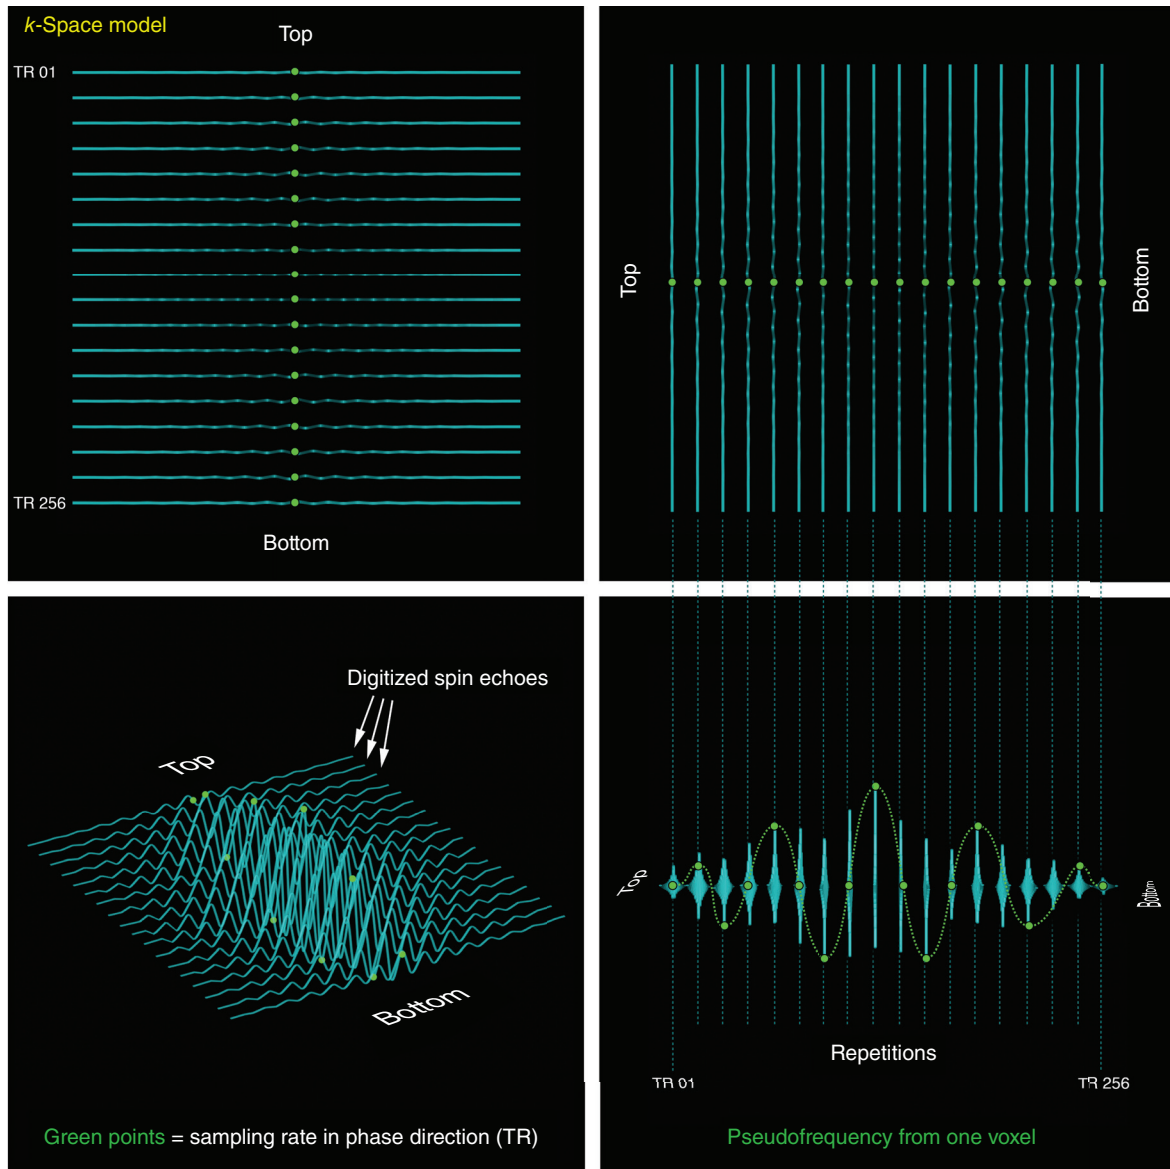 k-Space model
Top
TR 01
TR 256
Bottom
Top
Bottom
Digitized spin echoes
Top
Bottom
Green points = sampling rate in phase direction (TR)
Top
Bottom
Repetitions
TR 01
TR 256
Pseudofrequency from one voxel